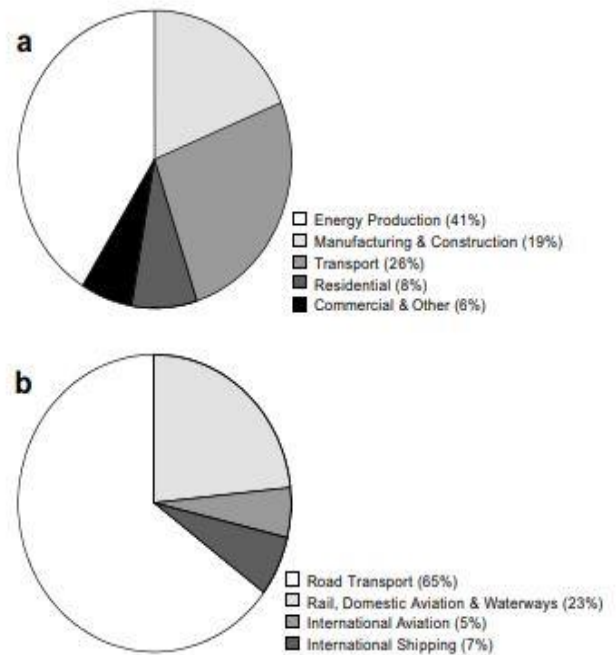 a
Energy Production (41%)
Manufacturing & Construction (19%)
Transport (26%)
Residential (8%)
Commercial & Other (6%)
b
Road Transport (65%)
Rail, Domestic Aviation & Waterways (23%)
International Aviation (5%)
International Shipping (7%)